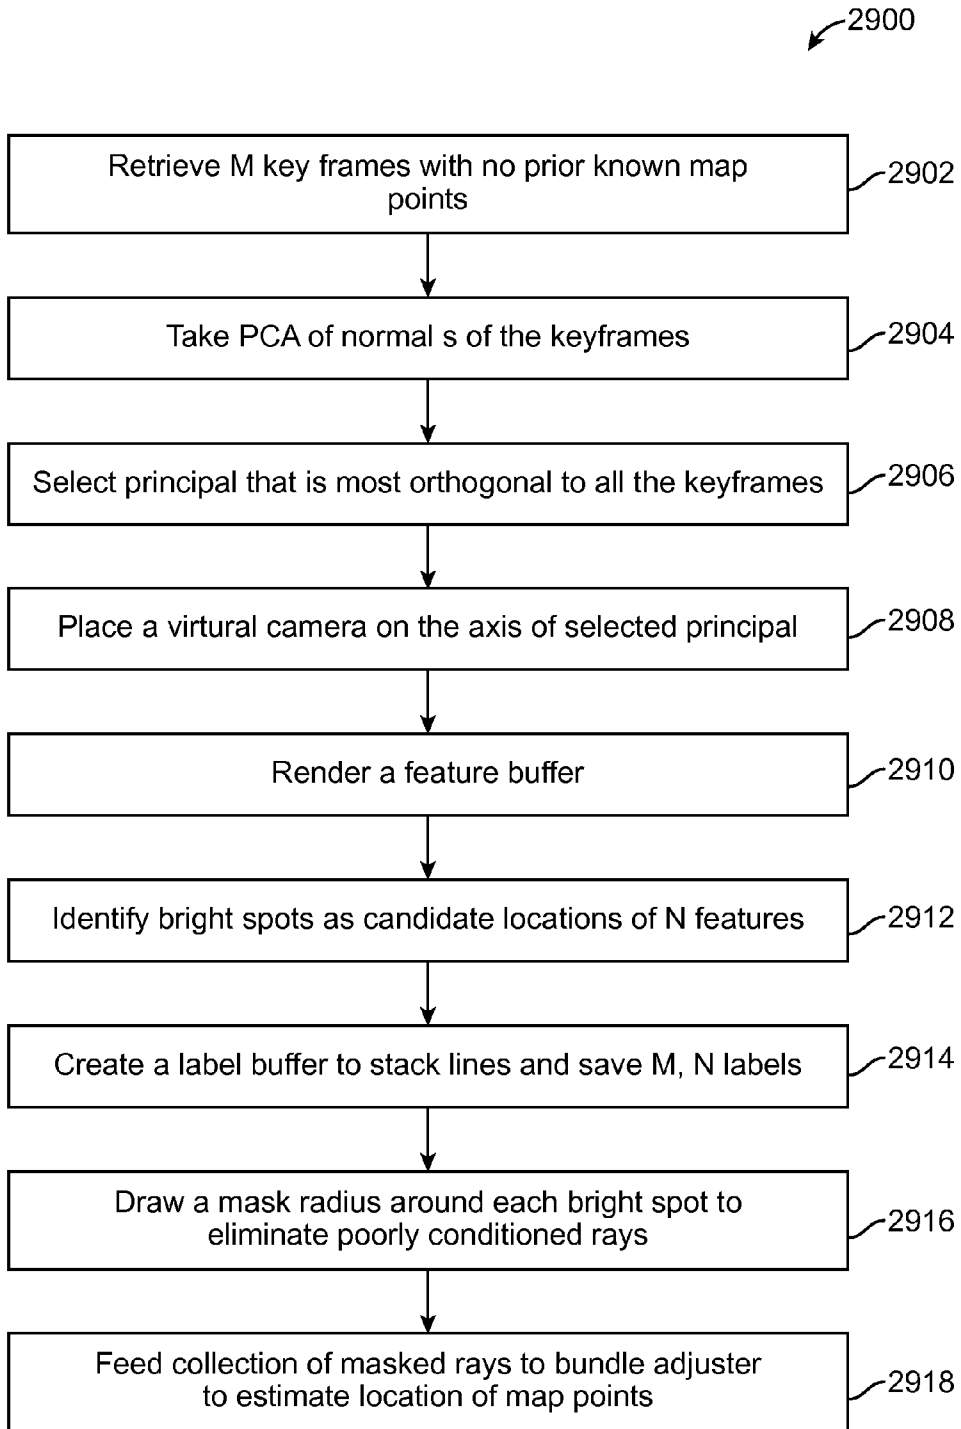 2900
Retrieve M key frames with no prior known map
points
2902
Take PCA of normal s of the keyframes
2904
Select principal that is most orthogonal to all the keyframes
2906
Place a virtural camera on the axis of selected principal
2908
Render a feature buffer
2910
Identify bright spots as candidate locations of N features
2912
Create a label buffer to stack lines and save M, N labels
2914
Draw a mask radius around each bright spot to
eliminate poorly conditioned rays
2916
Feed collection of masked rays to bundle adjuster
to estimate location of map points
2918